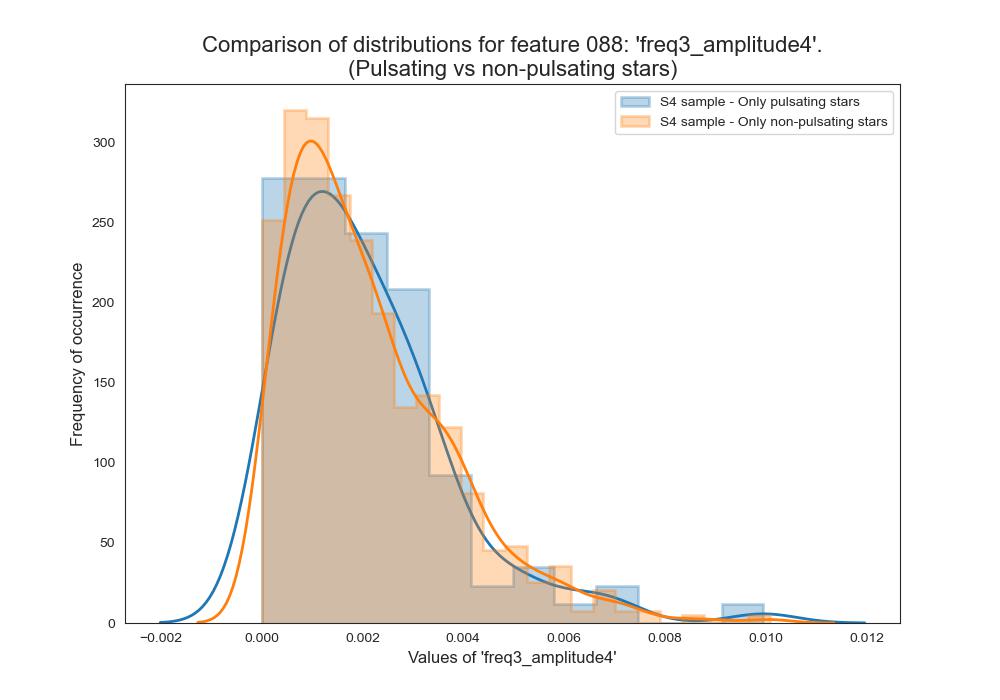 Comparison of distributions for feature 088: 'freq3_amplitude4'.
(Pulsating vs non-pulsating stars)
S4 sample - Only pulsating stars
S4 sample - Only non-pulsating stars
Frequency of occurrence
300
250
200
150
100
50
0
−0.002 0.000 0.002 0.004 0.006 0.008 0.010 0.012
Values of 'freq3_amplitude4'